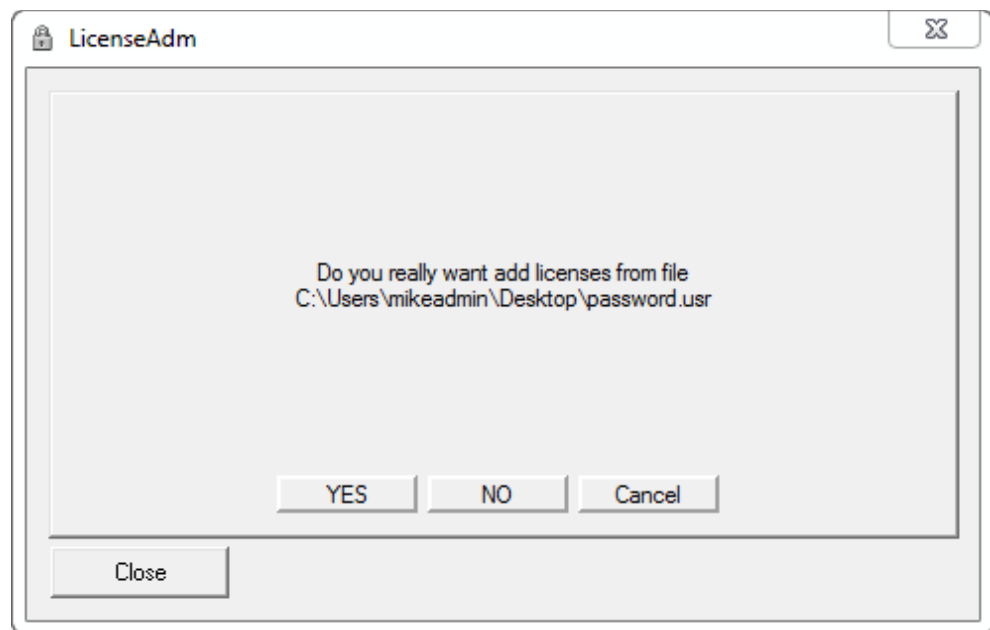 LicenseAdm
Do you really want add licenses from file
C:\Users\mikeadmin\Desktop\password.usr
YES NO Cancel
Close